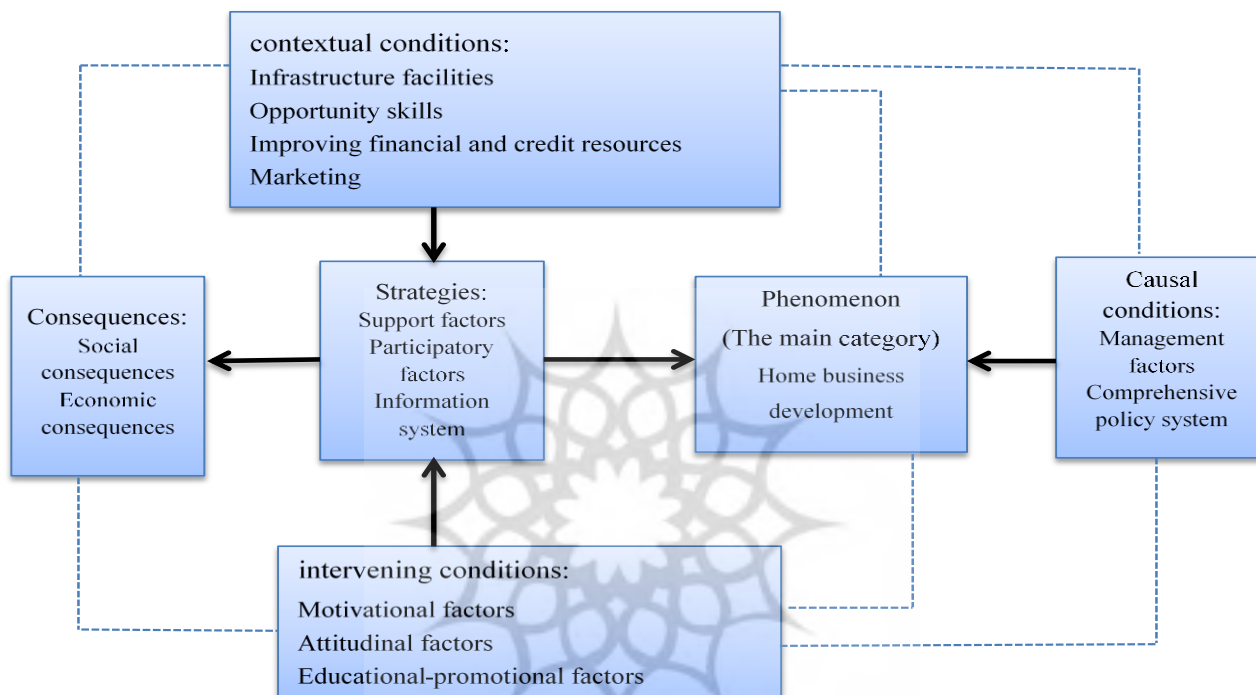 contextual conditions:
Infrastructure facilities
Opportunity skills
Improving financial and credit resources
Marketing
Consequences:
Social
consequences
Economic
consequences
Strategies:
Support factors
Participatory
factors
Information
system
Phenomenon
(The main category)
Home business
development
Causal
conditions:
Management
factors
Comprehensive
policy system
intervening conditions:
Motivational factors
Attitudinal factors
Educational-promotional factors